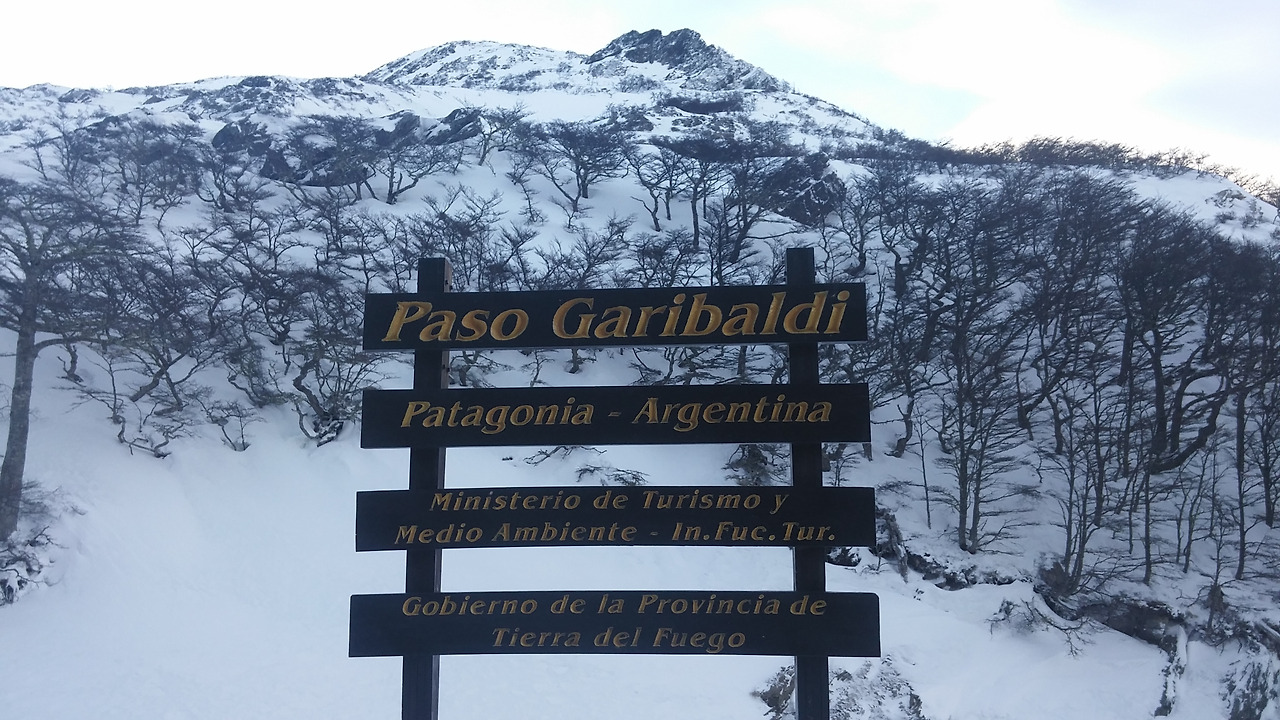 Paso Garibaldi
Patagonia - Argentina
Ministerio de Turismo y
Medio Ambiente - In.Fuc.Tur.
Gobierno de la Provincia de
Tierra del Fuego